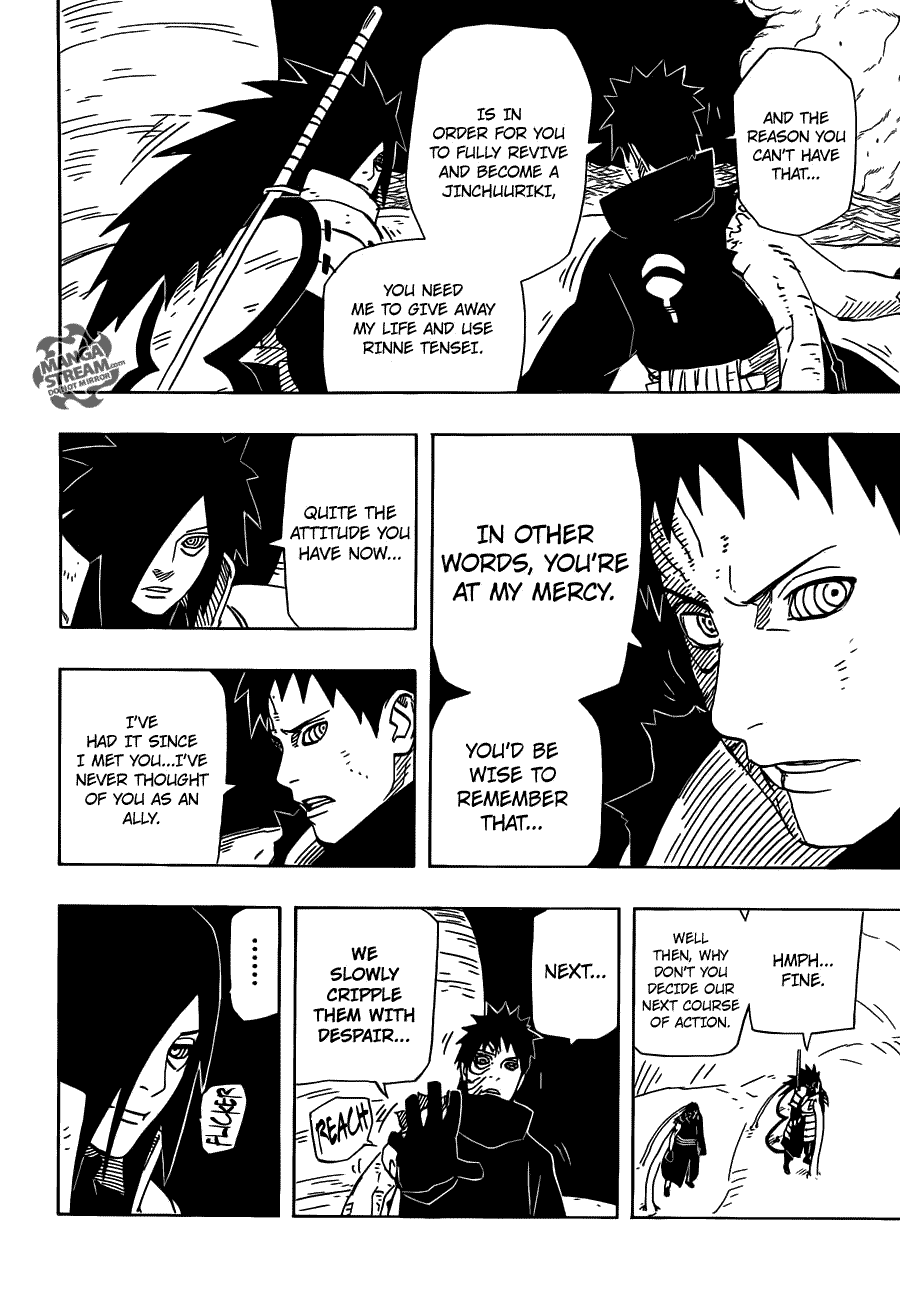 AND THE
REASON YOU
CAN'T HAVE
THAT...
IS IN
ORDER FOR YOU
TO FULLY REVIVE
AND BECOME A
JINCHUURIKI,
YOU NEED
ME TO GIVE AWAY
MY LIFE AND USE
RINNE TENSEI.
MANGA
STREAM.com
DO NOT MIRROR
IN OTHER
WORDS, YOU'RE
AT MY MERCY.
YOU'D BE
WISE TO
REMEMBER
THAT...
QUITE THE
ATTITUDE YOU
HAVE NOW...
I'VE
HAD IT SINCE
I MET YOU...I'VE
NEVER THOUGHT
OF YOU AS AN
ALLY.
HMPH...
FINE.
WELL
THEN, WHY
DON'T YOU
DECIDE OUR
NEXT COURSE
OF ACTION.
NEXT...
WE
SLOWLY
CRIPPLE
THEM WITH
DESPAIR...
REACH
......
FLICKER